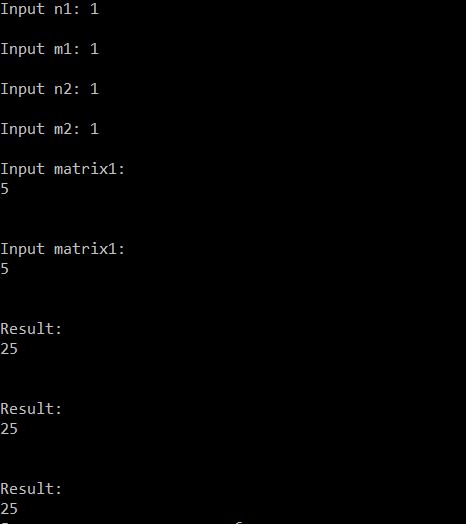 Input n1: 1
Input m1: 1
Input n2: 1
Input m2: 1
Input matrix1:
5
Input matrix1:
5
Result:
25
Result:
25
Result:
25